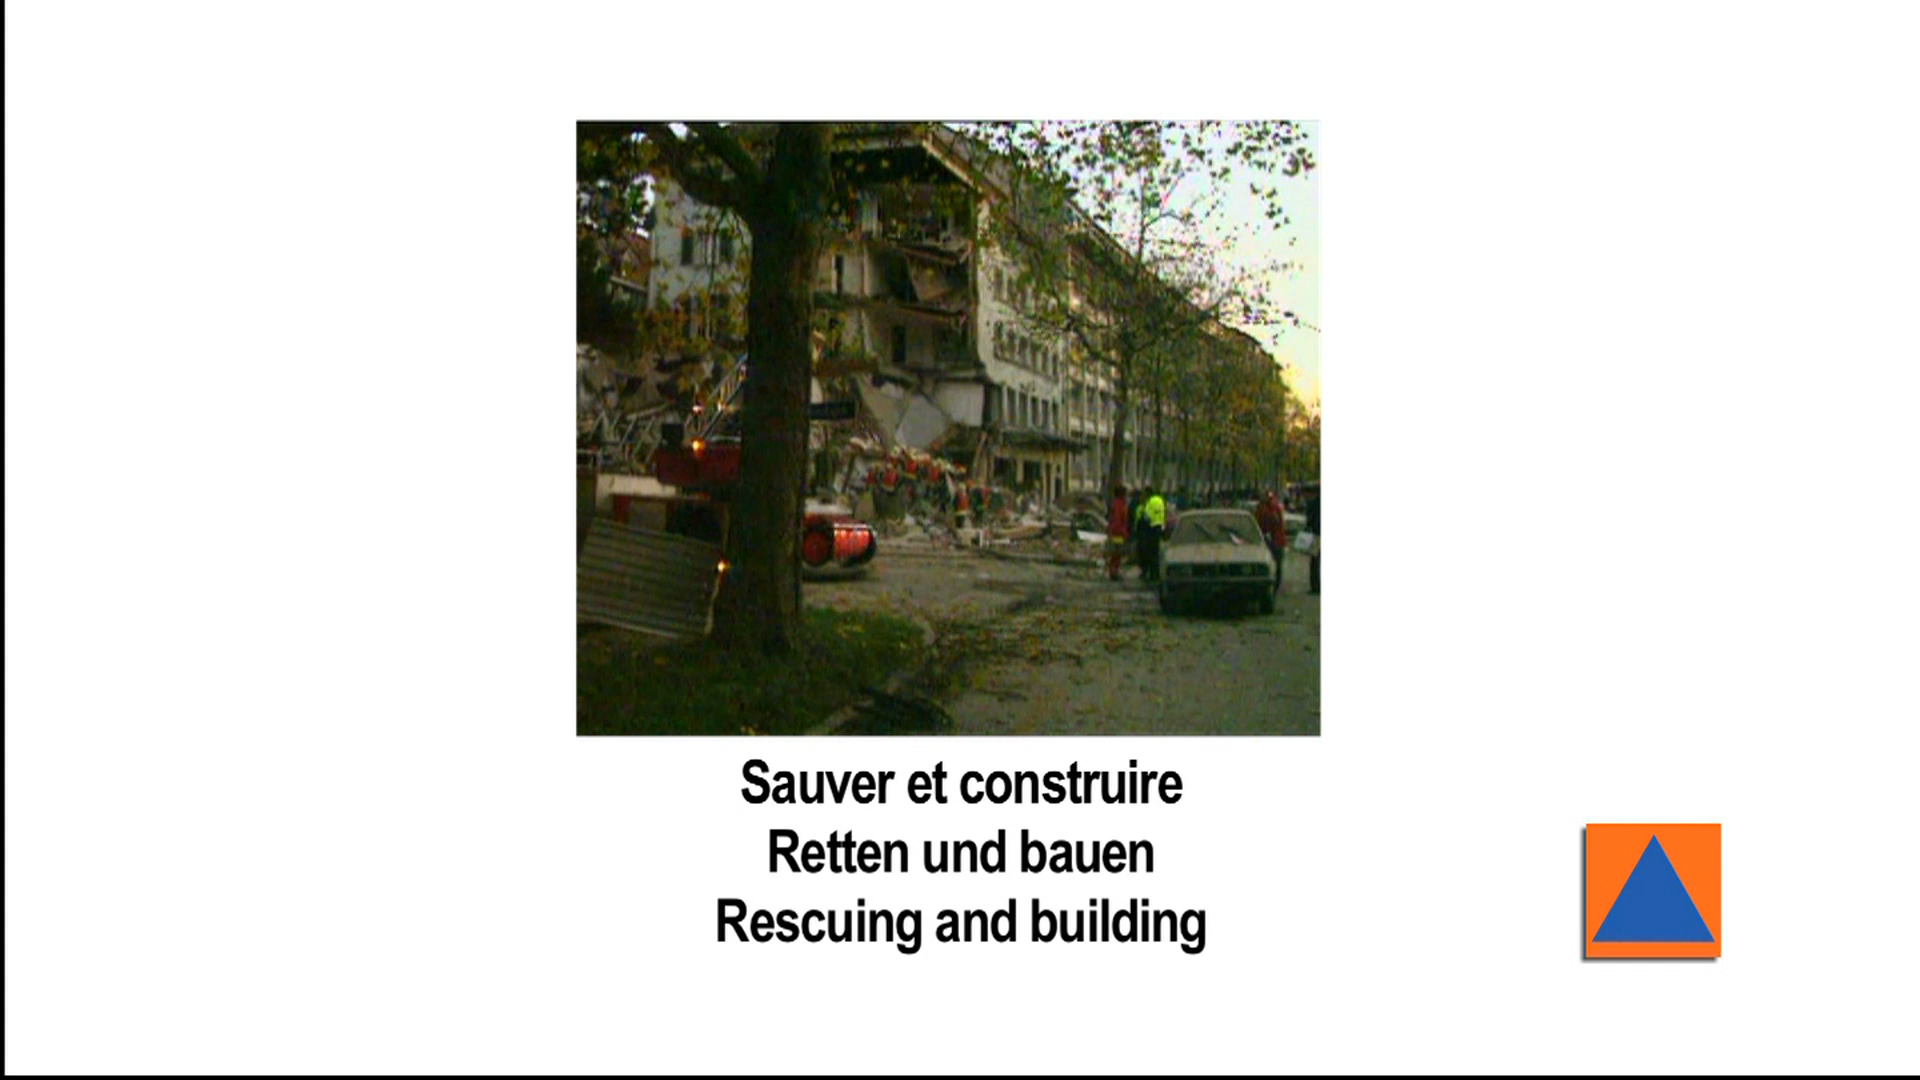 Sauver et construire
Retten und bauen
Rescuing and building